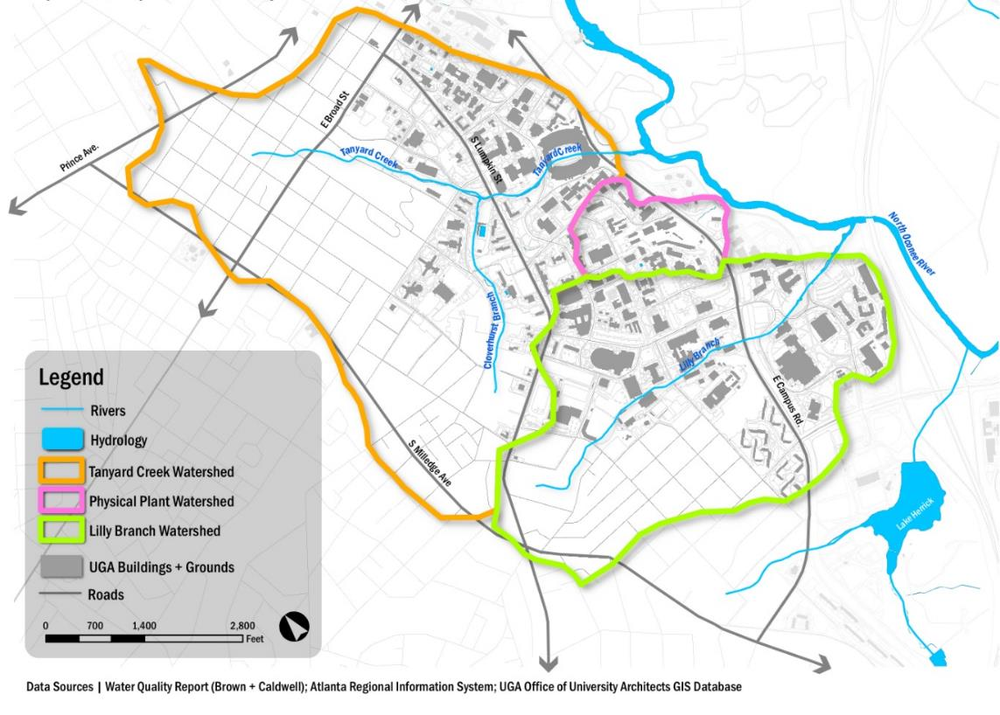 Prince Ave.
E Broad St
Tanyard Creek
S Lumpkin St
TanyardCreek
Cloverhurst Branch
North Oconee River
Lilly Branch
E Campus Rd.
S Milledge Ave
Lake Herrick
Legend
Rivers
Hydrology
Tanyard Creek Watershed
Physical Plant Watershed
Lilly Branch Watershed
UGA Buildings + Grounds
Roads
0 700 1,400 2,800
Feet
Data Sources | Water Quality Report (Brown + Caldwell); Atlanta Regional Information System; UGA Office of University Architects GIS Database